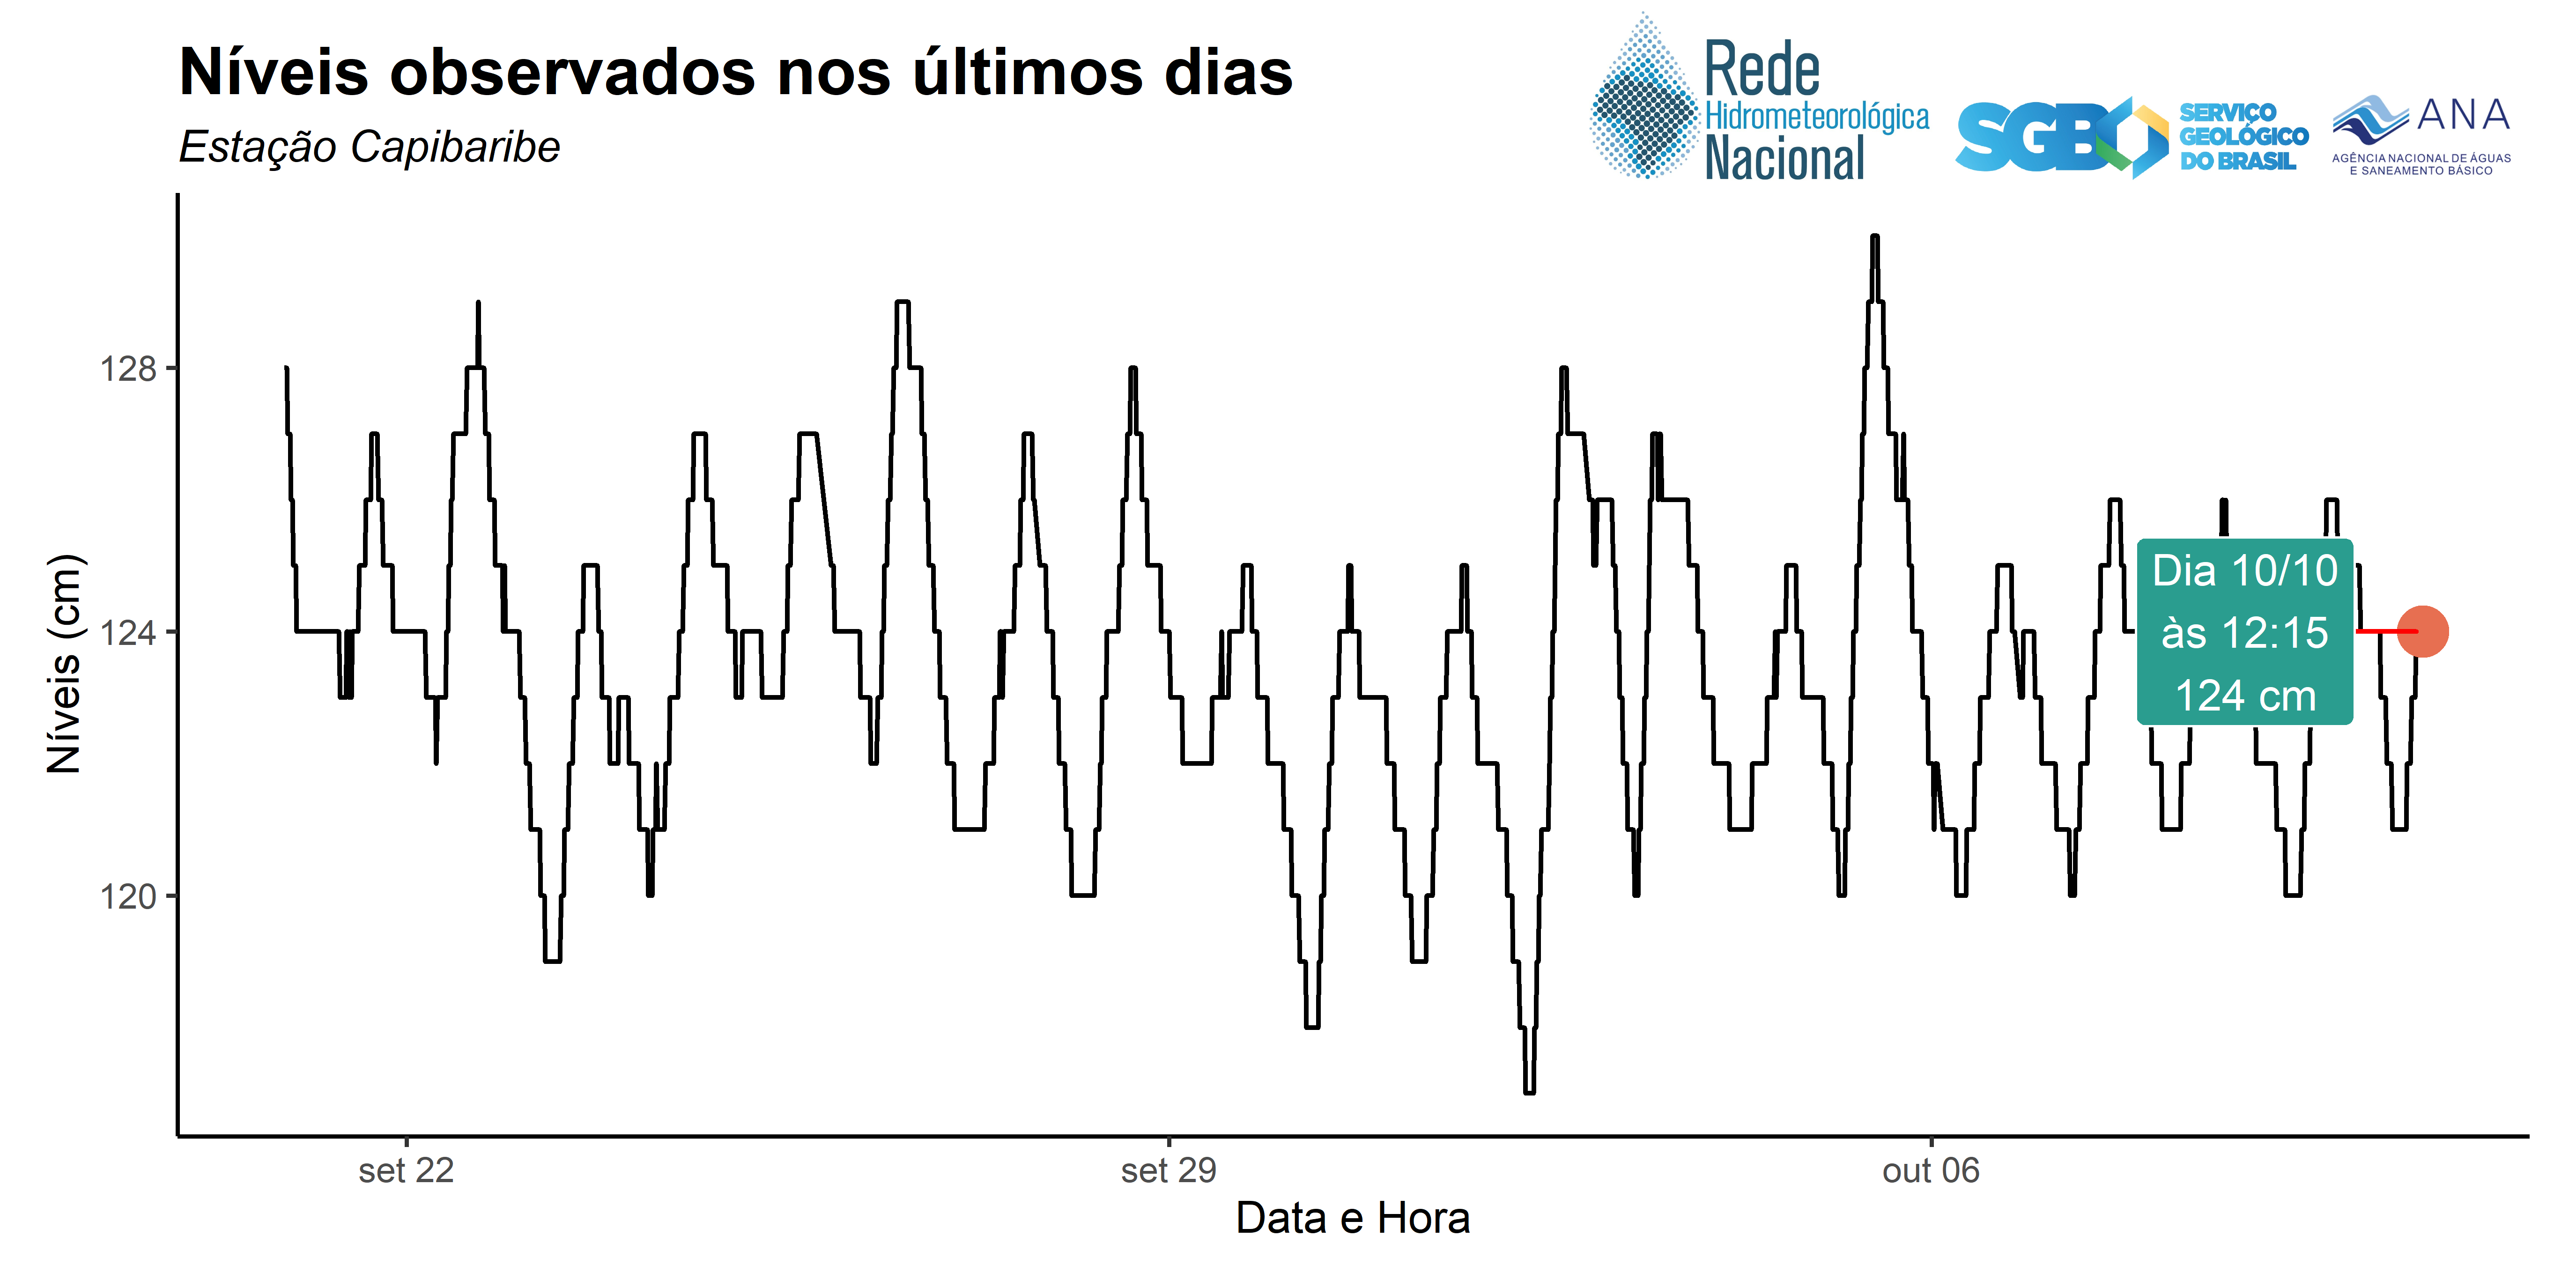 Níveis observados nos últimos dias
Estação Capibaribe
Rede
Hidrometeorológica
Nacional
SGB
SERVIÇO
GEOLÓGICO
DO BRASIL
ANA
AGÊNCIA NACIONAL DE ÁGUAS
E SANEAMENTO BÁSICO
Níveis (cm)
128
124
120
Dia 10/10
às 12:15
124 cm
set 22
set 29
out 06
Data e Hora